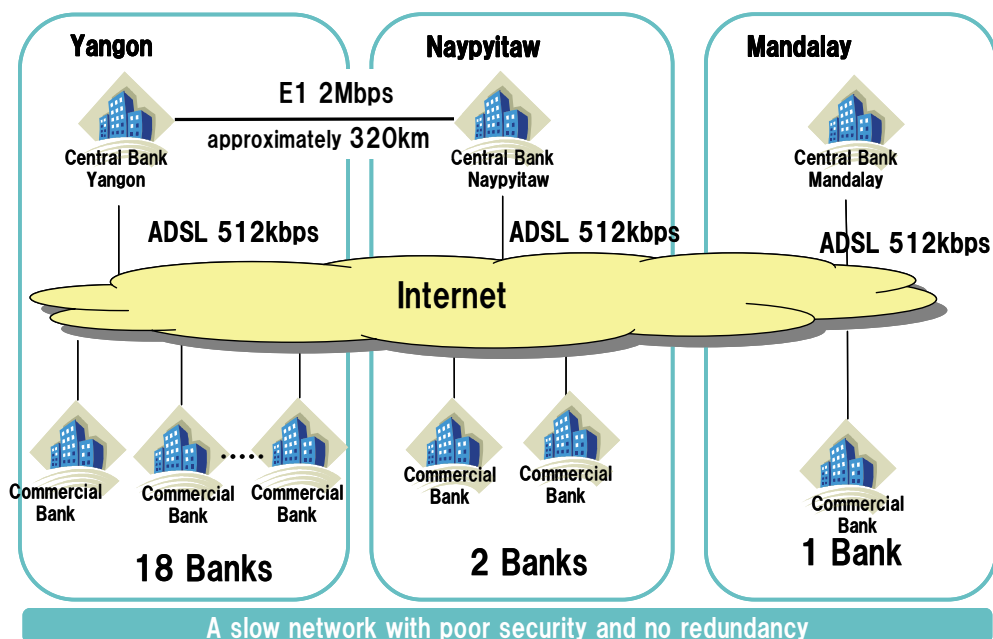 Yangon
Naypyitaw
Mandalay
E1 2Mbps
approximately 320km
Central Bank
Yangon
Central Bank
Naypyitaw
Central Bank
Mandalay
ADSL 512kbps
ADSL 512kbps
ADSL 512kbps
Internet
Commercial
Bank
Commercial
Bank
.....
Commercial
Bank
Commercial
Bank
Commercial
Bank
Commercial
Bank
18 Banks
2 Banks
1 Bank
A slow network with poor security and no redundancy